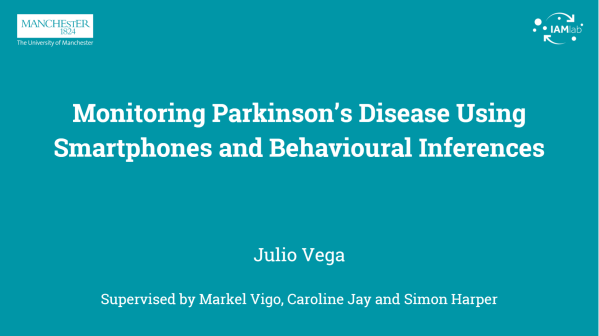 MANCHESTER
1824
The University of Manchester
IAMlab
Monitoring Parkinson’s Disease Using
Smartphones and Behavioural Inferences
Julio Vega
Supervised by Markel Vigo, Caroline Jay and Simon Harper